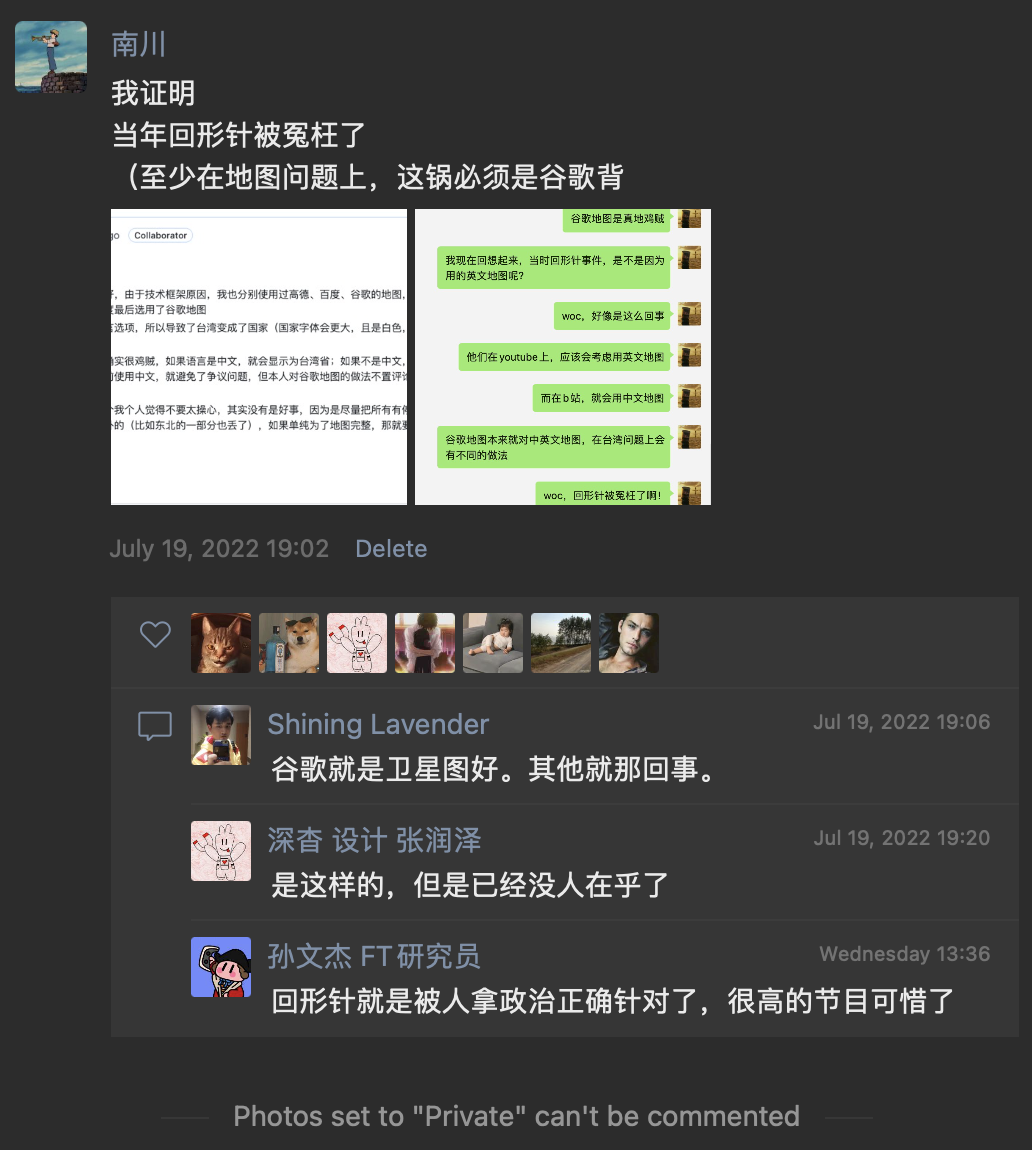 南川
我证明
当年回形针被冤枉了
（至少在地图问题上，这锅必须是谷歌背
go Collaborator
，由于技术框架原因，我也分别使用过高德、百度、谷歌的地图，
最后选用了谷歌地图
选项，所以导致了台湾变成了国家（国家字体会更大，且是白色，
实很鸡贼，如果语言是中文，就会显示为台湾省；如果不是中文，
使用中文，就避免了争议问题，但本人对谷歌地图的做法不置评
我个人觉得不要太操心，其实没有是好事，因为是尽量把所有有
的（比如东北的一部分也丢了），如果单纯为了地图完整，那就
谷歌地图是真地鸡贼
我现在回想起来，当时回形针事件，是不是因为
用的英文地图呢？
woc，好像是这么回事
他们在youtube上，应该会考虑用英文地图
而在b站，就会用中文地图
谷歌地图本来就对中英文地图，在台湾问题上会
有不同的做法
woc，回形针被冤枉了啊！
July 19, 2022 19:02 Delete
Shining Lavender Jul 19, 2022 19:06
谷歌就是卫星图好。其他就那回事。
深杳 设计 张润泽 Jul 19, 2022 19:20
是这样的，但是已经没人在乎了
孙文杰 FT研究员 Wednesday 13:36
回形针就是被人拿政治正确针对了，很高的节目可惜了
Photos set to "Private" can't be commented